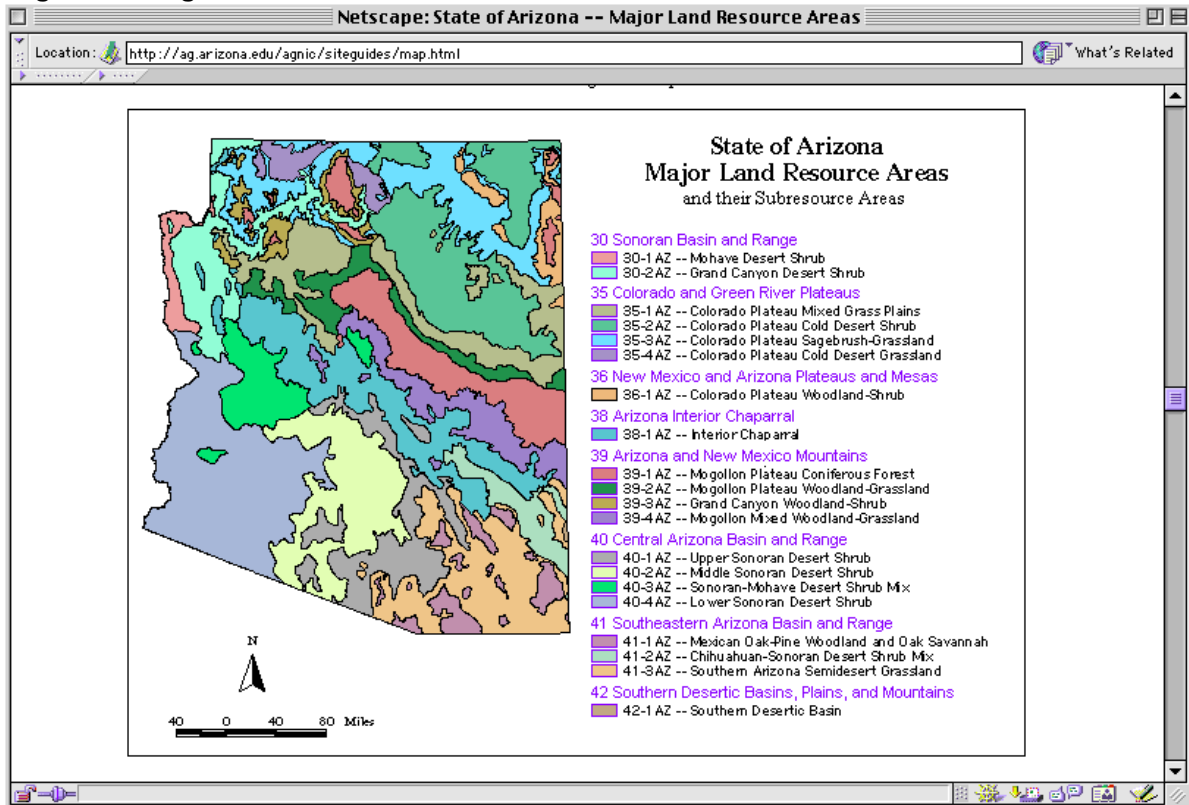 Netscape: State of Arizona -- Major Land Resource Areas
Location: http://ag.arizona.edu/agnic/siteguides/map.html What's Related
State of Arizona
Major Land Resource Areas
and their Subresource Areas
30 Sonoran Basin and Range
30-1 AZ -- Mohave Desert Shrub
30-2 AZ -- Grand Canyon Desert Shrub
35 Colorado and Green River Plateaus
35-1 AZ -- Colorado Plateau Mixed Grass Plains
35-2 AZ -- Colorado Plateau Cold Desert Shrub
35-3 AZ -- Colorado Plateau Sagebrush-Grassland
35-4 AZ -- Colorado Plateau Cold Desert Grassland
36 New Mexico and Arizona Plateaus and Mesas
36-1 AZ -- Colorado Plateau Woodland-Shrub
38 Arizona Interior Chaparral
38-1 AZ -- Interior Chaparral
39 Arizona and New Mexico Mountains
39-1 AZ -- Mogollon Plateau Coniferous Forest
39-2 AZ -- Mogollon Plateau Woodland-Grassland
39-3 AZ -- Grand Canyon Woodland-Shrub
39-4 AZ -- Mogollon Mixed Woodland-Grassland
40 Central Arizona Basin and Range
40-1 AZ -- Upper Sonoran Desert Shrub
40-2 AZ -- Middle Sonoran Desert Shrub
40-3 AZ -- Sonoran-Mohave Desert Shrub Mix
40-4 AZ -- Lower Sonoran Desert Shrub
41 Southeastern Arizona Basin and Range
41-1 AZ -- Mexican Oak-Pine Woodland and Oak Savannah
41-2 AZ -- Chihuahuan-Sonoran Desert Shrub Mix
41-3 AZ -- Southern Arizona Semidesert Grassland
42 Southern Desertic Basins, Plains, and Mountains
42-1 AZ -- Southern Desertic Basin
N
40 0 40 80 Miles